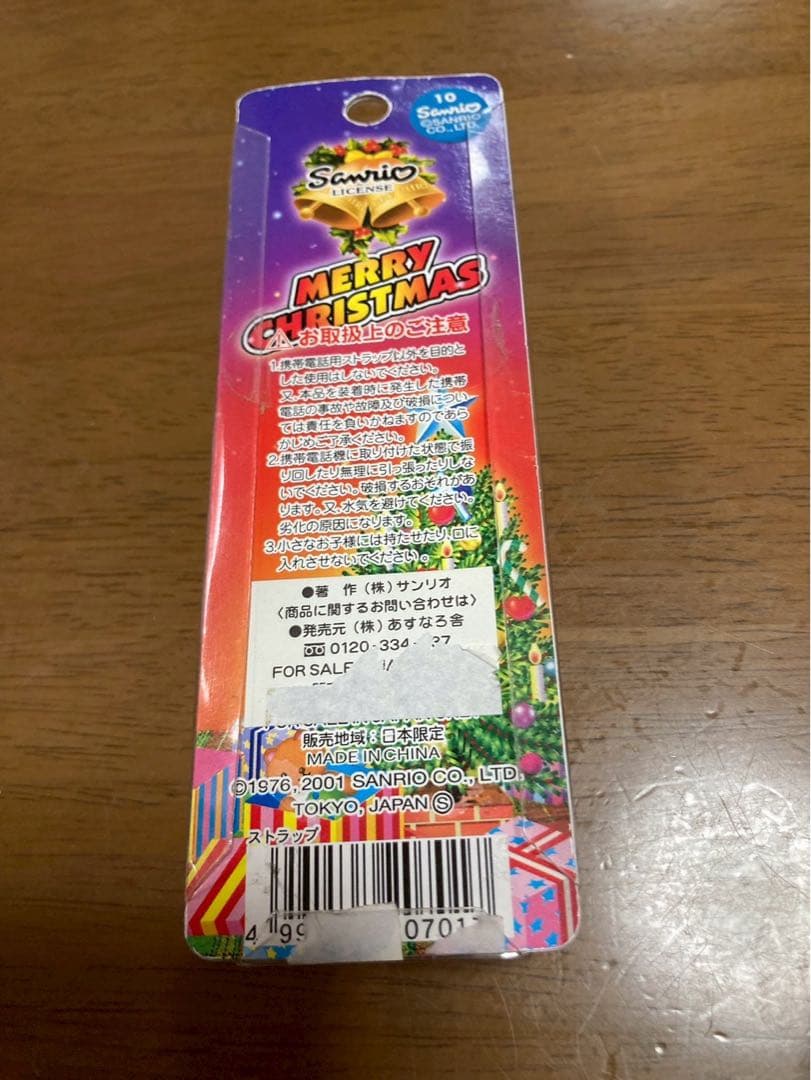 10
Sanrio
©SANRIO
CO.,LTD.
Sanrio
LICENSE
MERRY
CHRISTMAS
お取扱上のご注意
1.携帯電話用ストラップ以外を目的と
した使用はしないでください。
又、本品を装着時に発生した携帯
電話の事故や故障及び破損につい
ては責任を負いかねますのであら
かじめご了承ください。
2.携帯電話機に取り付けた状態で振
り回したり無理に引っ張ったりしな
いでください。破損するおそれがあ
ります。又、水気を避けてください。
劣化の原因になります。
3.小さなお子様には持たせたり、口に
入れさせないでください。
●著 作(株)サンリオ
〈商品に関するお問い合わせは〉
●発売元(株)あすなろ舎
0120-334-
FOR SALE
販売地域:日本限定
MADE IN CHINA
©1976, 2001 SANRIO CO., LTD.
TOKYO, JAPAN Ⓢ
ストラップ
4 99 0701